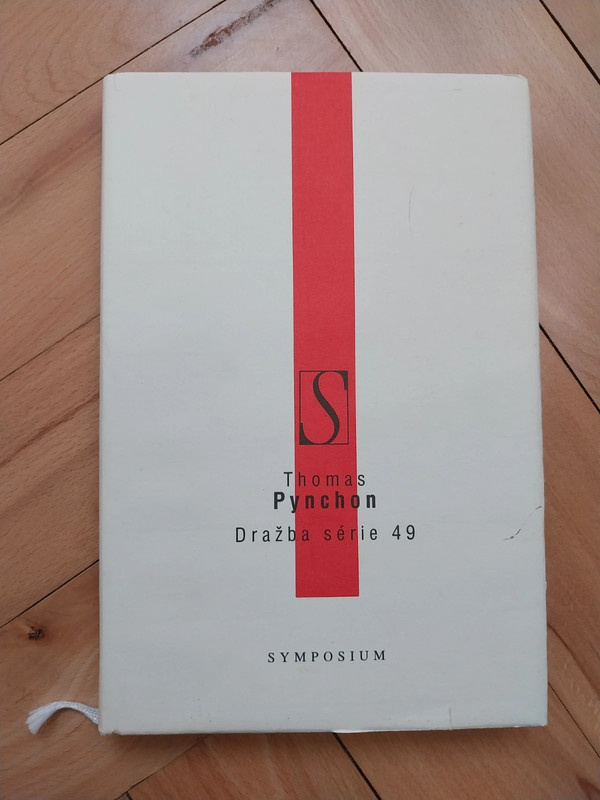 S
Thomas
Pynchon
Dražba série 49
SYMPOSIUM